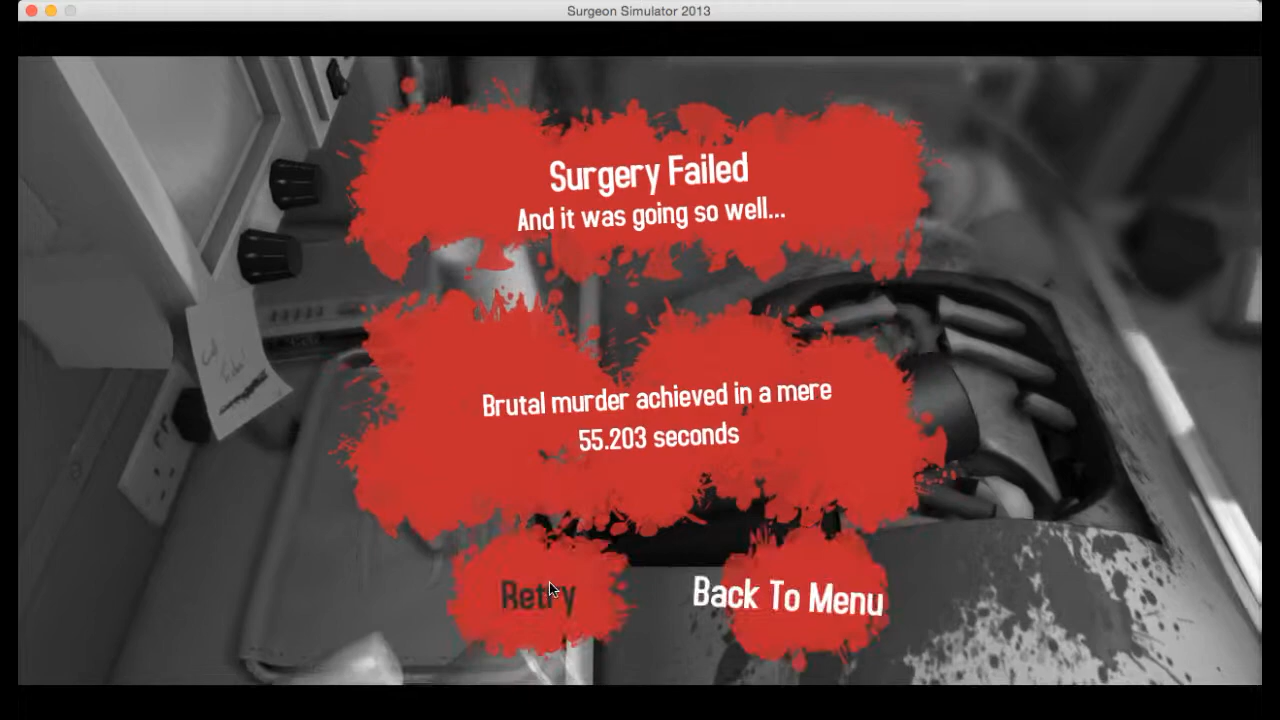 Surgeon Simulator 2013
Surgery Failed
And it was going so well...
Brutal murder achieved in a mere
55.203 seconds
Retry
Back To Menu